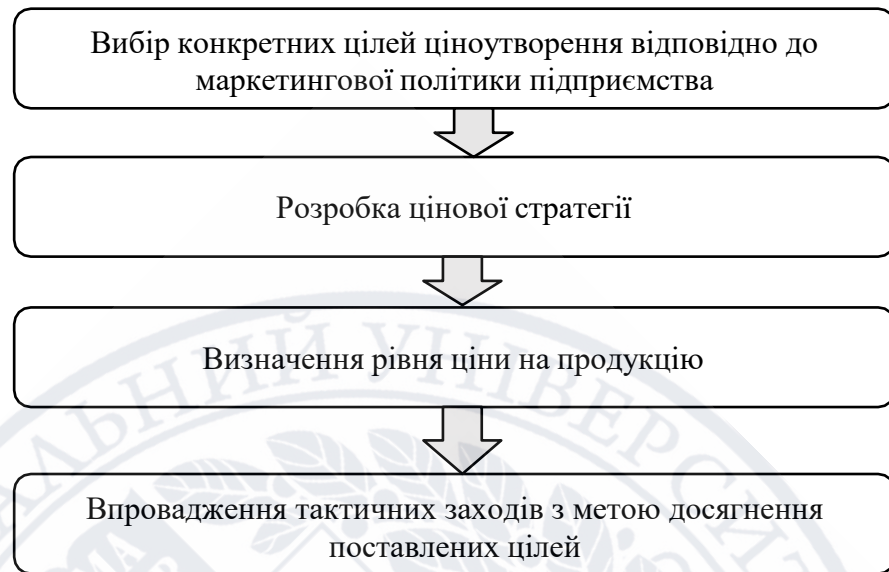 Вибір конкретних цілей ціноутворення відповідно до
маркетингової політики підприємства
Розробка цінової стратегії
Визначення рівня ціни на продукцію
Впровадження тактичних заходів з метою досягнення
поставлених цілей